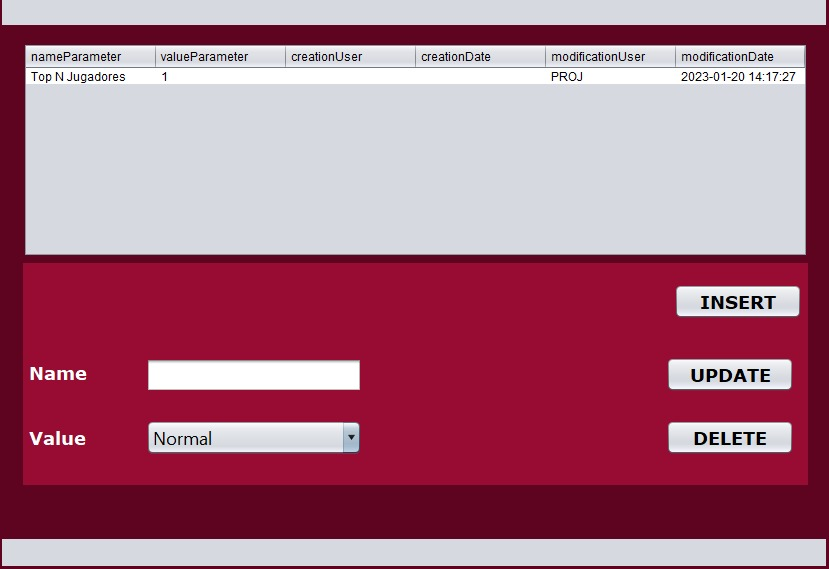 nameParameter valueParameter creationUser creationDate modificationUser modificationDate
Top N Jugadores 1 PROJ 2023-01-20 14:17:27
INSERT
Name UPDATE
Value Normal DELETE